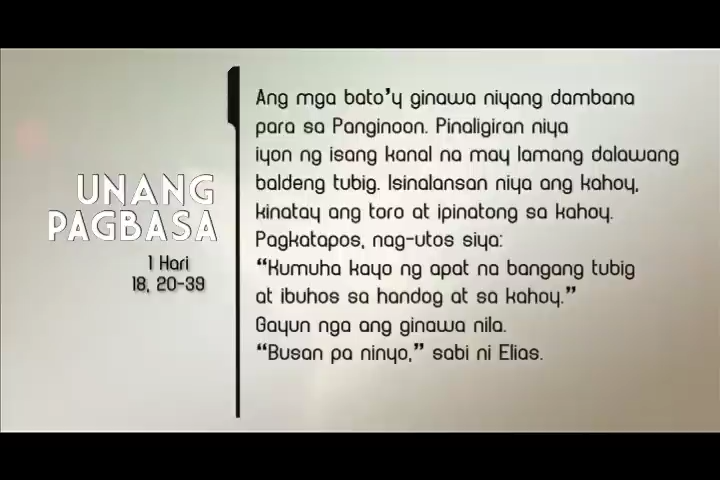 UNANG
PAGBASA
1 Hari
18, 20-39
Ang mga bato'y ginawa niyang dambana
para sa Panginoon. Pinaligiran niya
iyon ng isang kanal na may lamang dalawang
baldeng tubig. Isinalansan niya ang kahoy,
kinatay ang toro at ipinatong sa kahoy.
Pagkatapos, nag-utos siya:
“Kumuha kayo ng apat na bangang tubig
at ibuhos sa handog at sa kahoy.”
Gayun nga ang ginawa nila.
“Busan pa ninyo,” sabi ni Elias.